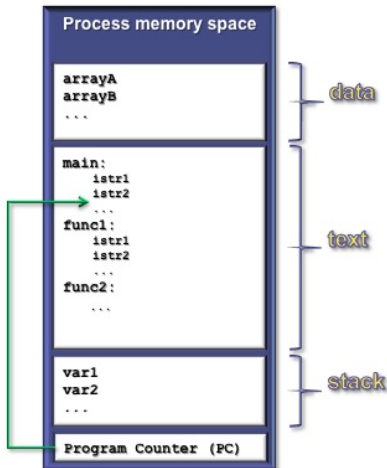 Process memory space
arrayA
arrayB
...
data
main:
istr1
istr2
...
func1:
istr1
istr2
...
func2:
...
text
var1
var2
...
stack
Program Counter (PC)